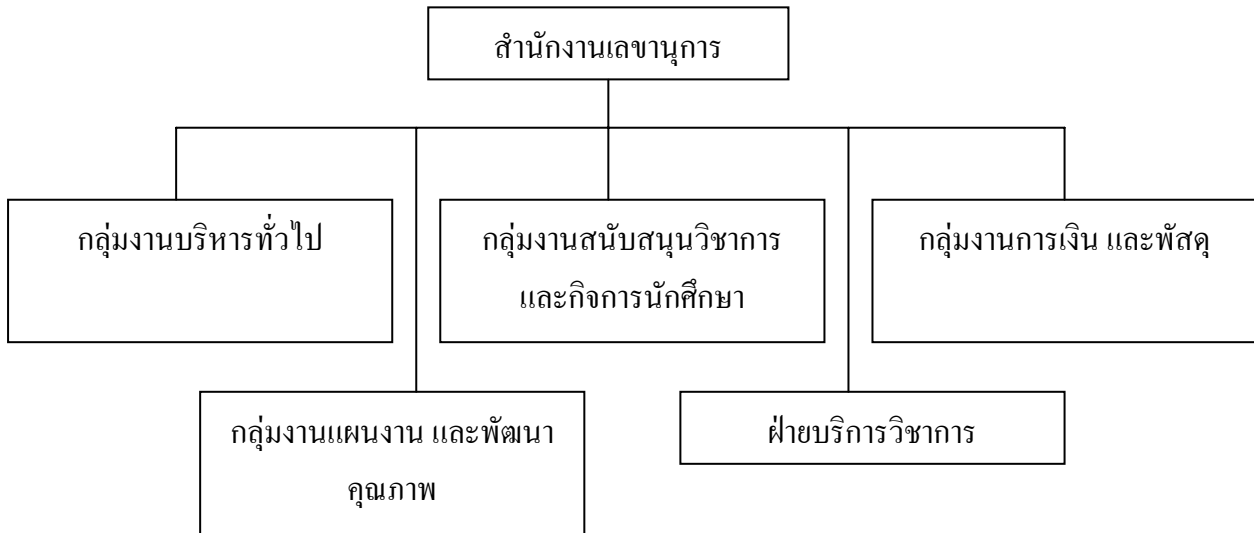 สำนักงานเลขานุการ
กลุ่มงานบริหารทั่วไป
กลุ่มงานสนับสนุนวิชาการ
และกิจการนักศึกษา
กลุ่มงานการเงิน และพัสดุ
กลุ่มงานแผนงาน และพัฒนา
คุณภาพ
ฝ่ายบริการวิชาการ